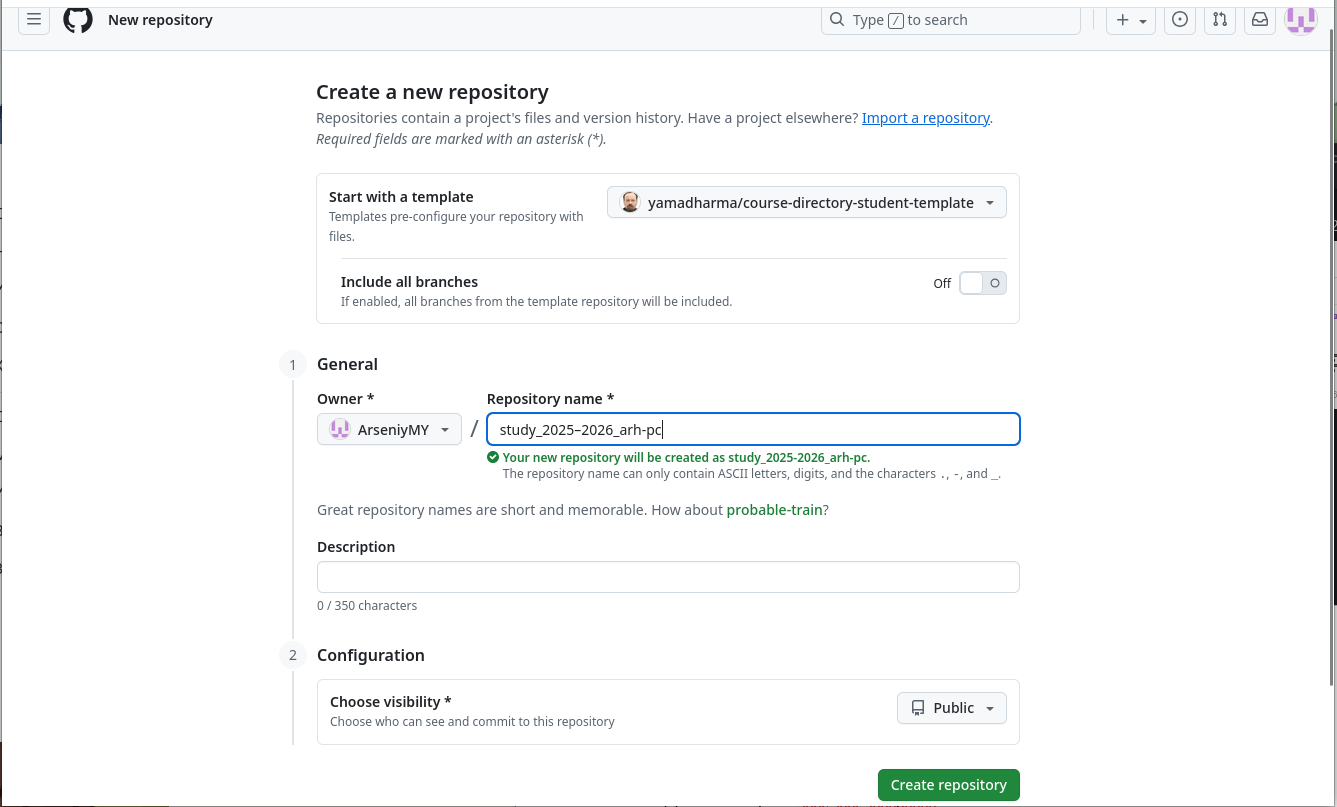 New repository
Type / to search
Create a new repository
Repositories contain a project's files and version history. Have a project elsewhere? Import a repository.
Required fields are marked with an asterisk (*).
Start with a template
Templates pre-configure your repository with
files.
yamadharma/course-directory-student-template
Include all branches
If enabled, all branches from the template repository will be included.
Off
1
General
Owner *
Repository name *
ArseniyMY
/
study_2025–2026_arh-pc
Your new repository will be created as study_2025-2026_arh-pc.
The repository name can only contain ASCII letters, digits, and the characters ., -, and _.
Great repository names are short and memorable. How about probable-train?
Description
0 / 350 characters
2
Configuration
Choose visibility *
Choose who can see and commit to this repository
Public
Create repository